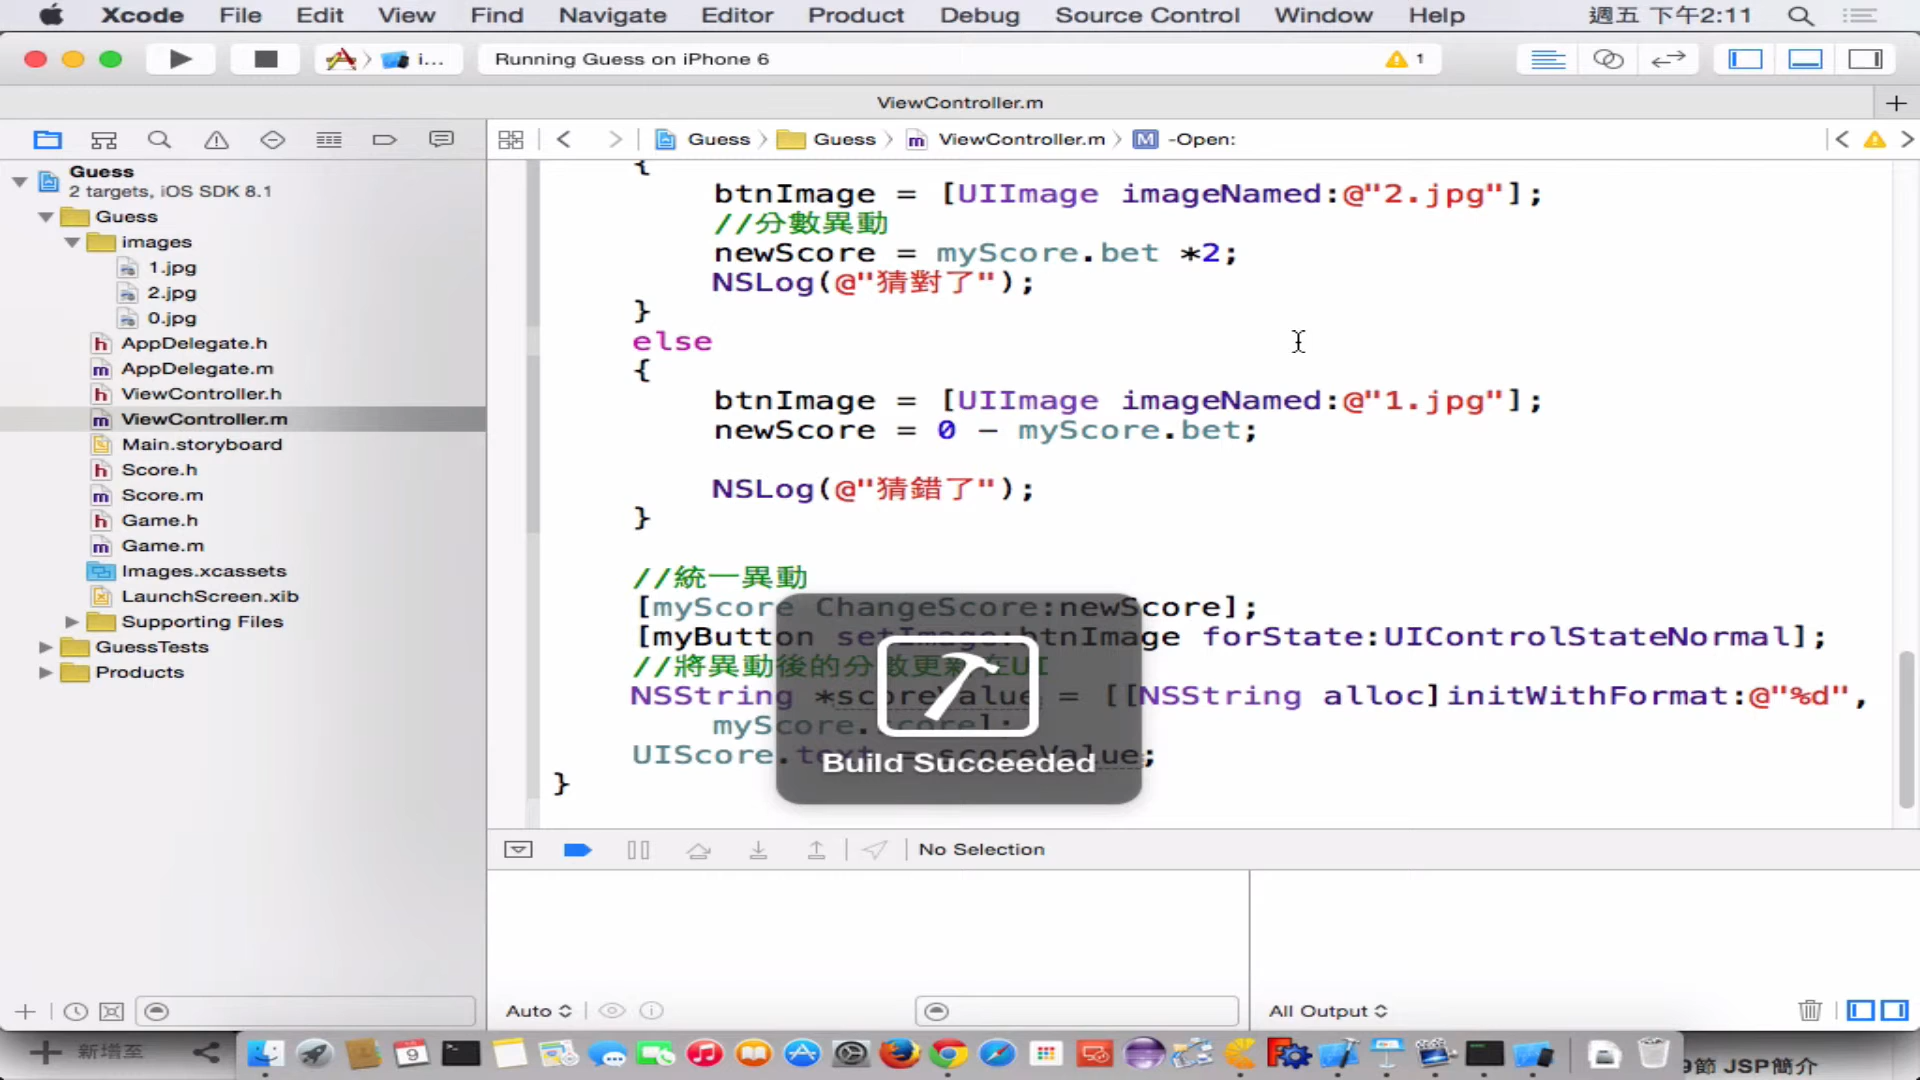 Xcode File Edit View Find Navigate Editor Product Debug Source Control Window Help 週五 下午2:11
i... Running Guess on iPhone 6 1
ViewController.m
Guess Guess ViewController.m M -Open:
Guess
2 targets, iOS SDK 8.1
Guess
images
1.jpg
2.jpg
0.jpg
h AppDelegate.h
m AppDelegate.m
h ViewController.h
m ViewController.m
Main.storyboard
h Score.h
m Score.m
h Game.h
m Game.m
Images.xcassets
LaunchScreen.xib
Supporting Files
GuessTests
Products
{
btnImage = [UIImage imageNamed:@"2.jpg"];
//分數異動
newScore = myScore.bet *2;
NSLog(@"猜對了");
}
else
{
btnImage = [UIImage imageNamed:@"1.jpg"];
newScore = 0 - myScore.bet;
NSLog(@"猜錯了");
}
//統一異動
[myScore ChangeScore:newScore];
[myButton setImage:btnImage forState:UIControlStateNormal];
//將異動後的分數更新在UI
NSString *scoreValue = [[NSString alloc]initWithFormat:@"%d",
myScore.score];
UIScore.text = scoreValue;
}
Build Succeeded
No Selection
Auto
All Output
新增至
9
9節 JSP簡介